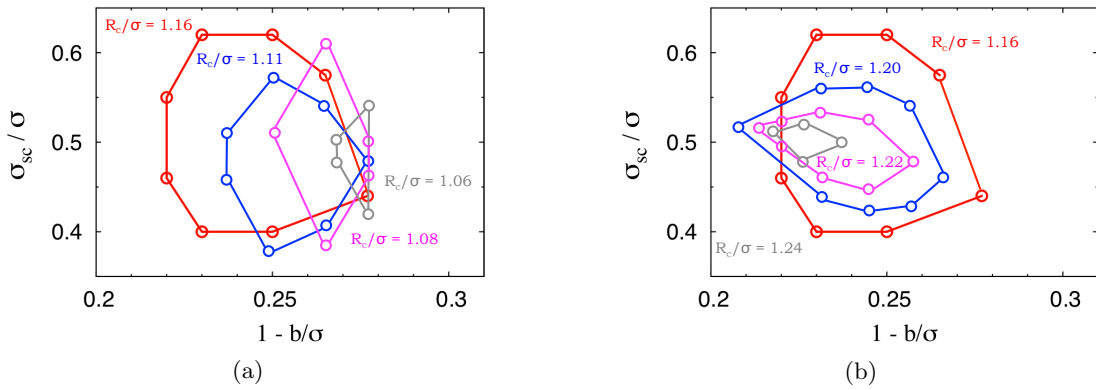 R_c/σ = 1.16
R_c/σ = 1.11
R_c/σ = 1.06
R_c/σ = 1.08
0.6
0.5
0.4
σ_sc / σ
0.2
0.25
0.3
1 - b/σ
(a)
R_c/σ = 1.16
R_c/σ = 1.20
R_c/σ = 1.22
R_c/σ = 1.24
0.6
0.5
0.4
σ_sc / σ
0.2
0.25
0.3
1 - b/σ
(b)